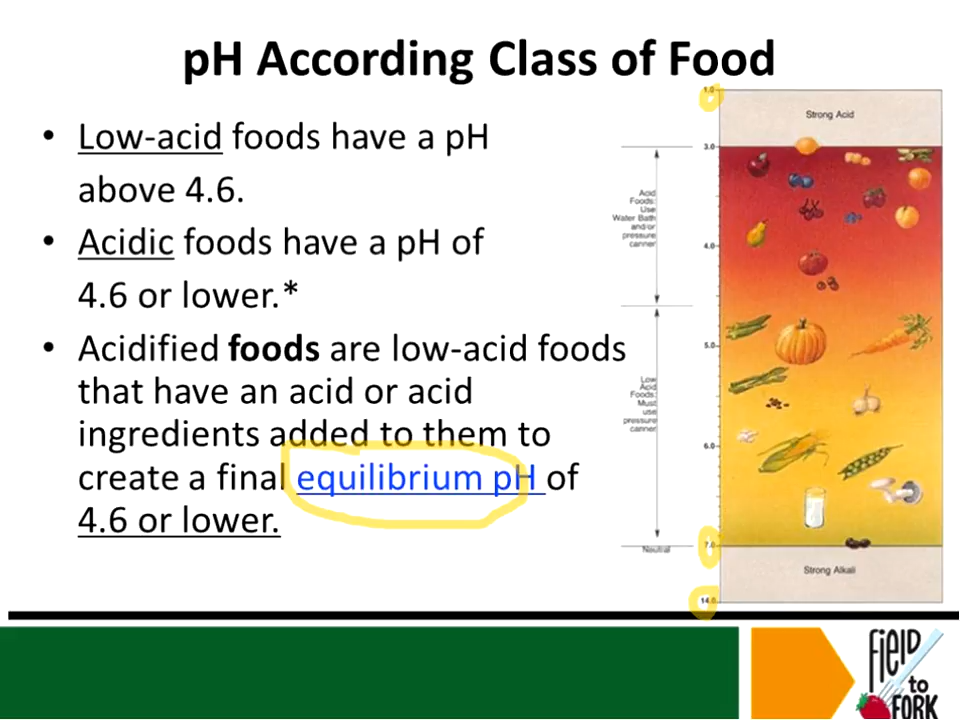 pH According Class of Food
• Low-acid foods have a pH
above 4.6.
• Acidic foods have a pH of
4.6 or lower.*
• Acidified foods are low-acid foods
that have an acid or acid
ingredients added to them to
create a final equilibrium pH of
4.6 or lower.
1.0
Strong Acid
3.0
Acid
Foods:
Use
Water Bath
and/or
pressure
canner
4.0
5.0
Low
Acid
Foods:
Must
use
pressure
canner
6.0
7.0
Neutral
Strong Alkali
14.0
FIELD
to
FORK